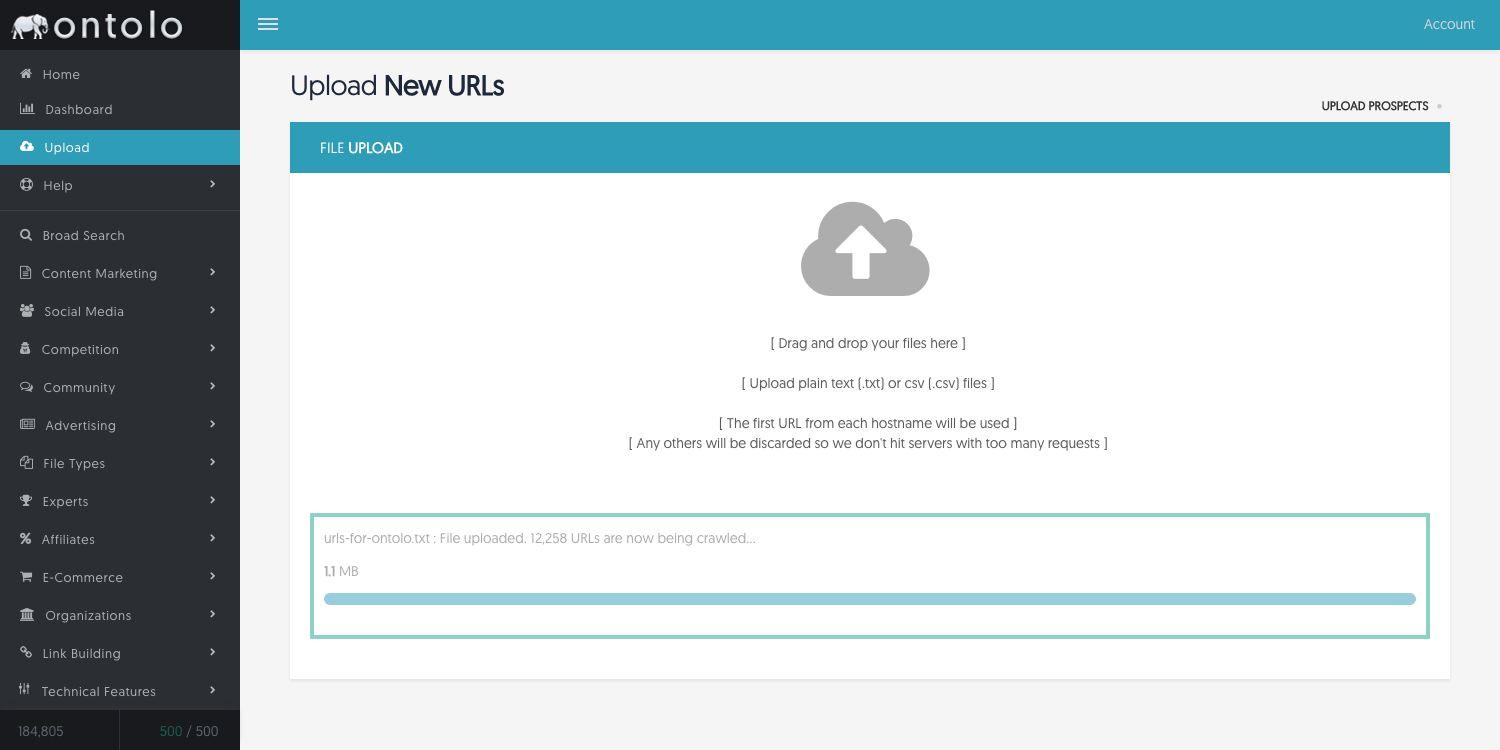 ontolo
Account
Home
Dashboard
Upload
Help
Broad Search
Content Marketing
Social Media
Competition
Community
Advertising
File Types
Experts
Affiliates
E-Commerce
Organizations
Link Building
Technical Features
184,805
500 / 500
Upload New URLs
UPLOAD PROSPECTS
FILE UPLOAD
[ Drag and drop your files here ]
[ Upload plain text (.txt) or csv (.csv) files ]
[ The first URL from each hostname will be used ]
[ Any others will be discarded so we don't hit servers with too many requests ]
urls-for-ontolo.txt : File uploaded. 12,258 URLs are now being crawled...
1.1 MB